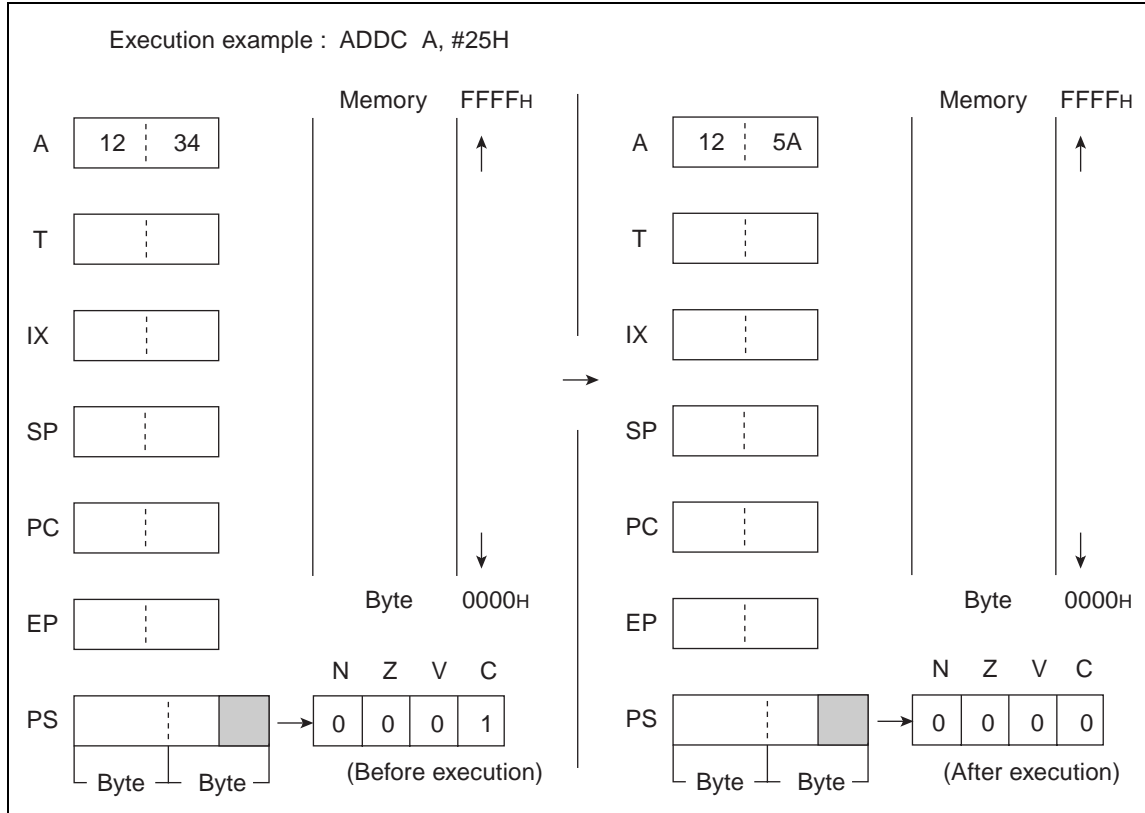 Execution example : ADDC A, #25H
Memory FFFFH
A 12 34
T
IX
SP
PC
Byte 0000H
EP
N Z V C
PS 0 0 0 1
Byte Byte (Before execution)
Memory FFFFH
A 12 5A
T
IX
SP
PC
Byte 0000H
EP
N Z V C
PS 0 0 0 0
Byte Byte (After execution)